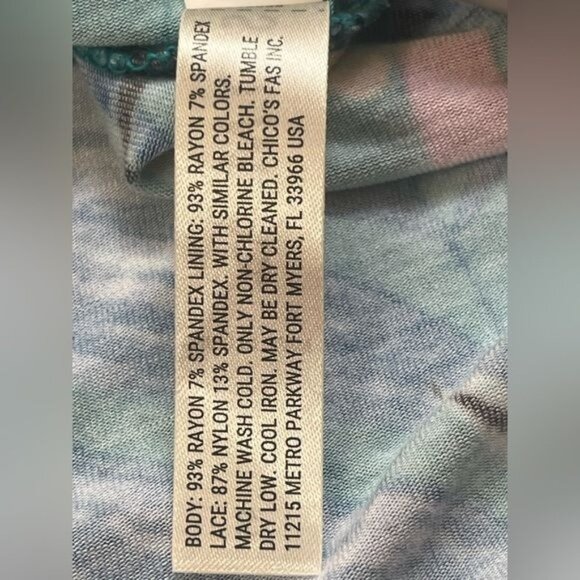 BODY: 93% RAYON 7% SPANDEX LINING: 93% RAYON 7% SPANDEX
LACE: 87% NYLON 13% SPANDEX. WITH SIMILAR COLORS.
MACHINE WASH COLD. ONLY NON-CHLORINE BLEACH. TUMBLE
DRY LOW. COOL IRON. MAY BE DRY CLEANED. CHICO'S FAS INC.
11215 METRO PARKWAY FORT MYERS, FL 33966 USA